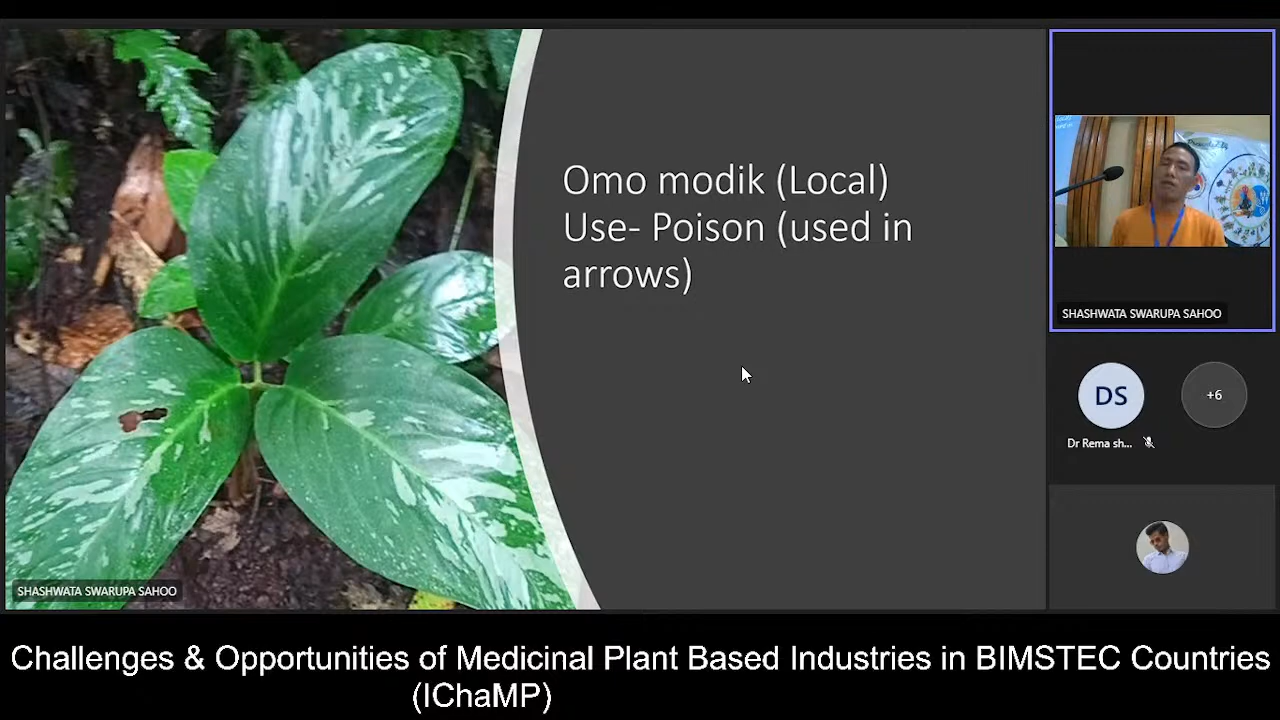 Omo modik (Local)
Use- Poison (used in
arrows)
SHASHWATA SWARUPA SAHOO
SHASHWATA SWARUPA SAHOO
DS
+6
Dr Rema sh...
Challenges & Opportunities of Medicinal Plant Based Industries in BIMSTEC Countries
(IChaMP)